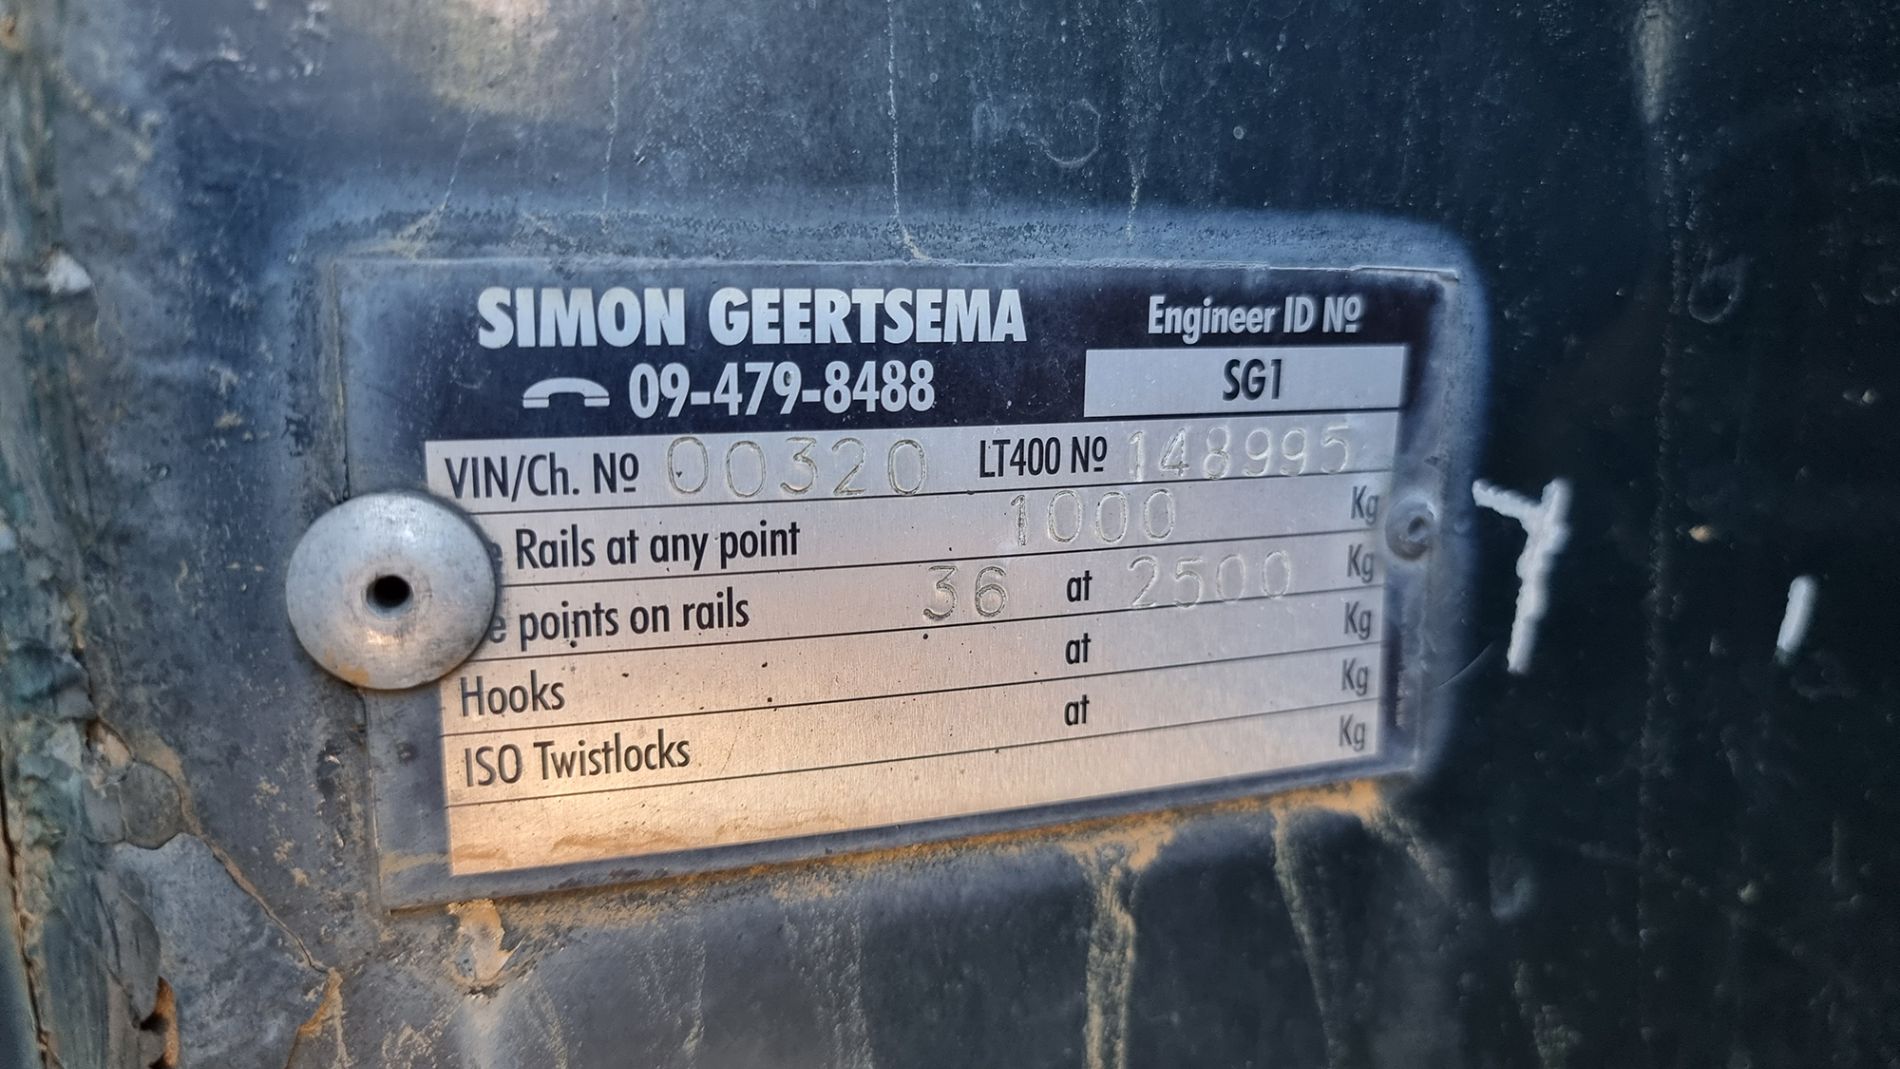 SIMON GEERTSEMA
09-479-8488
Engineer ID Nº
SG1
VIN/Ch. Nº 00320 LT400 Nº 148995
Rails at any point 1000 Kg
points on rails 36 at 2500 Kg
Hooks at Kg
ISO Twistlocks at Kg
Kg